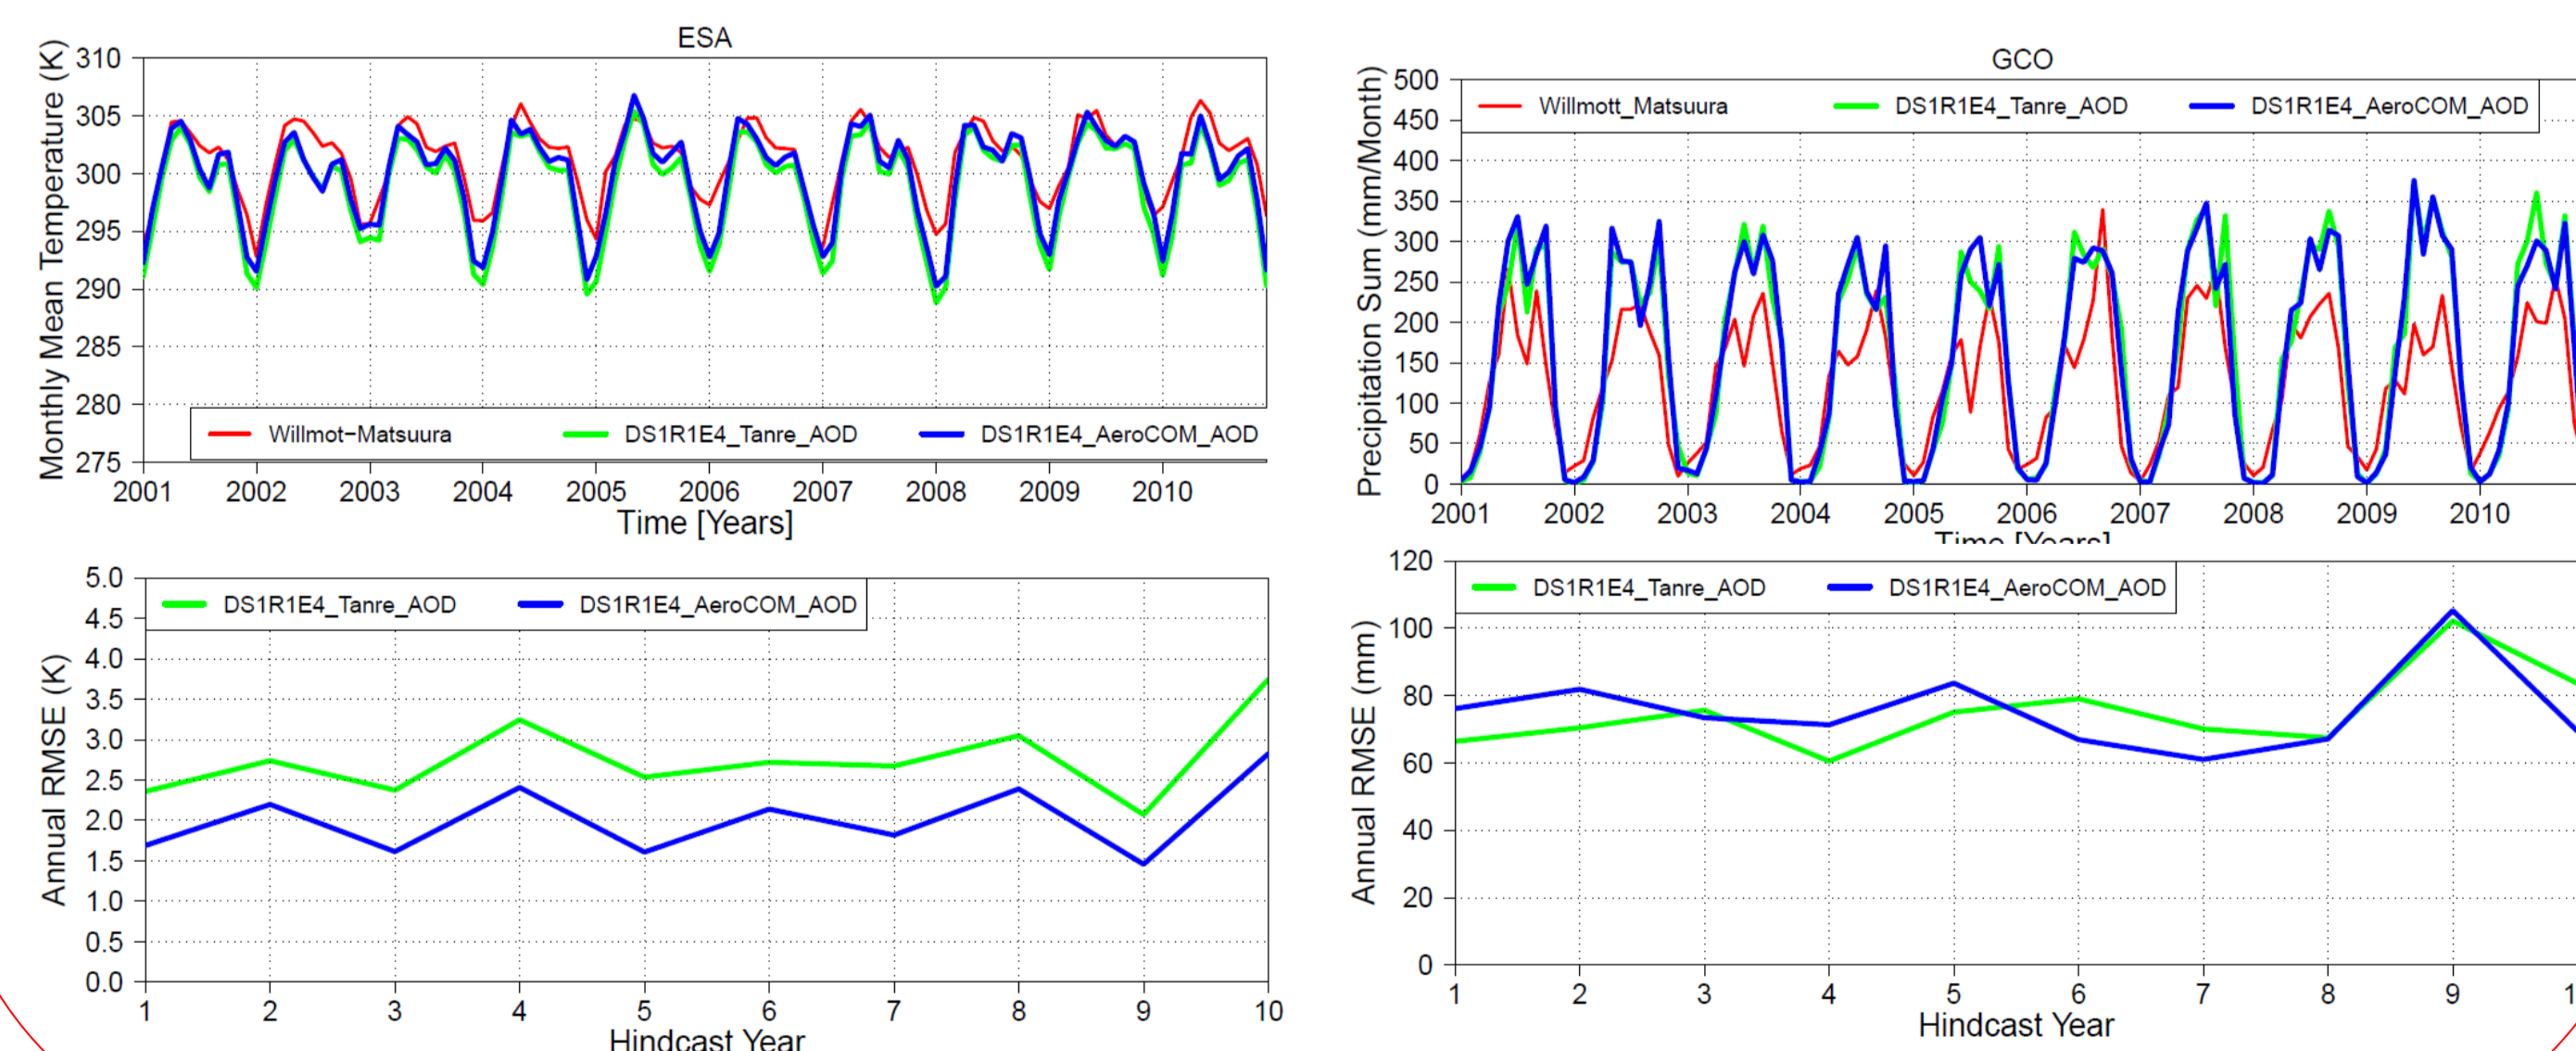 ESA
Monthly Mean Temperature (K)
310
305
300
295
290
285
280
275
Willmot−Matsuura DS1R1E4_Tanre_AOD DS1R1E4_AeroCOM_AOD
2001 2002 2003 2004 2005 2006 2007 2008 2009 2010
Time [Years]
GCO
Precipitation Sum (mm/Month)
500
450
400
350
300
250
200
150
100
50
0
Willmott_Matsuura DS1R1E4_Tanre_AOD DS1R1E4_AeroCOM_AOD
2001 2002 2003 2004 2005 2006 2007 2008 2009 2010
Time [Years]
Annual RMSE (K)
5.0
4.5
4.0
3.5
3.0
2.5
2.0
1.5
1.0
0.5
0.0
DS1R1E4_Tanre_AOD DS1R1E4_AeroCOM_AOD
1 2 3 4 5 6 7 8 9 10
Hindcast Year
Annual RMSE (mm)
120
100
80
60
40
20
0
DS1R1E4_Tanre_AOD DS1R1E4_AeroCOM_AOD
1 2 3 4 5 6 7 8 9 1
Hindcast Year